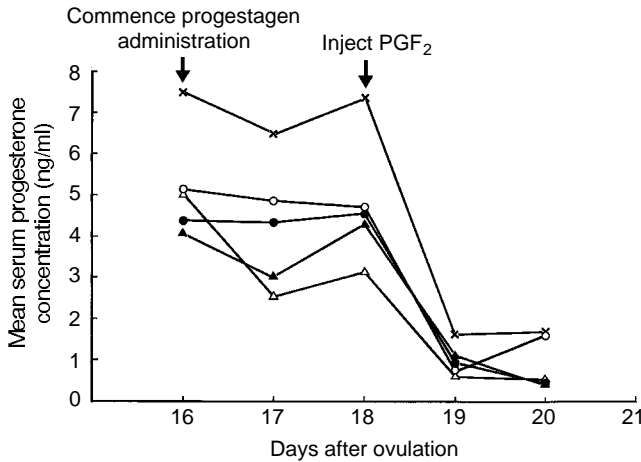 Commence progestagen
administration
Inject PGF₂
Mean serum progesterone
concentration (ng/ml)
8
7
6
5
4
3
2
1
0
16
17
18
19
20
21
Days after ovulation